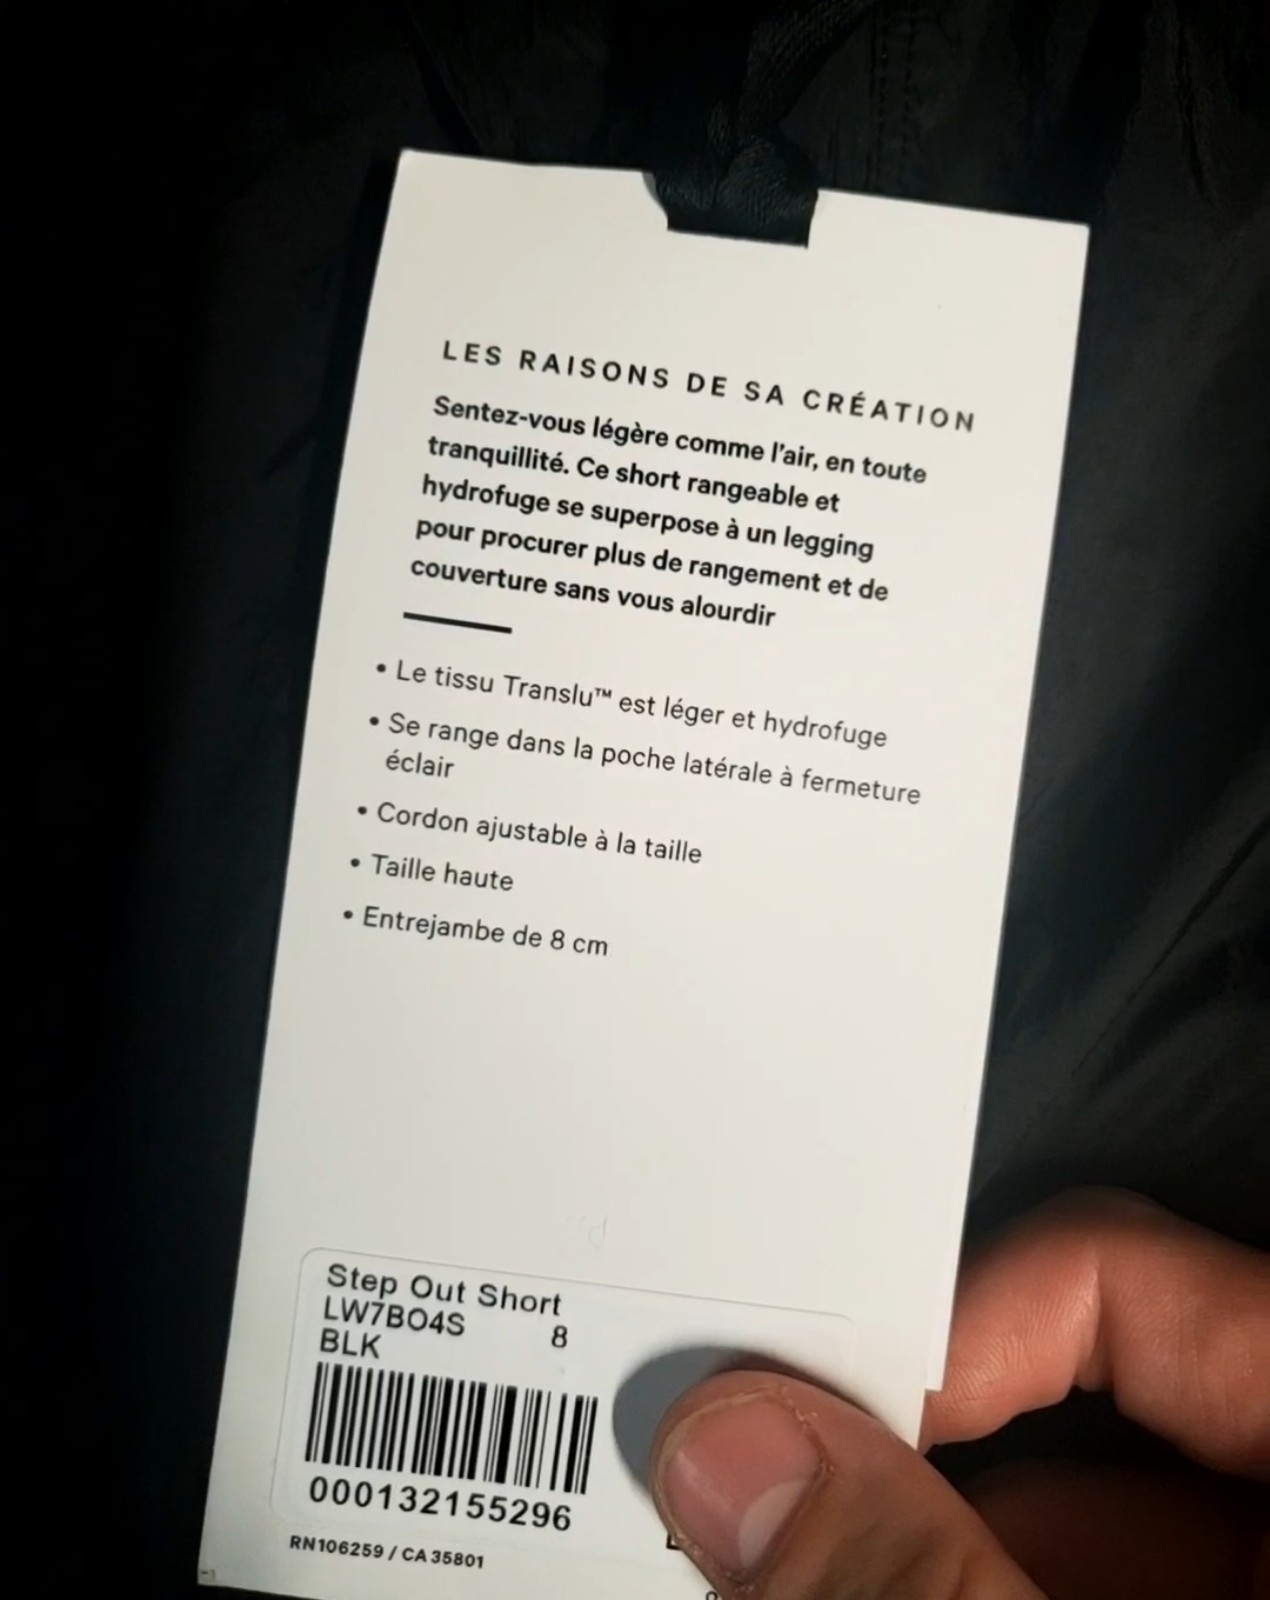 LES RAISONS DE SA CRÉATION
Sentez-vous légère comme l'air, en toute
tranquillité. Ce short rangeable et
hydrofuge se superpose à un legging
pour procurer plus de rangement et de
couverture sans vous alourdir
• Le tissu Translu™ est léger et hydrofuge
• Se range dans la poche latérale à fermeture
éclair
• Cordon ajustable à la taille
• Taille haute
• Entrejambe de 8 cm
Step Out Short
LW7BO4S 8
BLK
000132155296
RN106259 / CA 35801